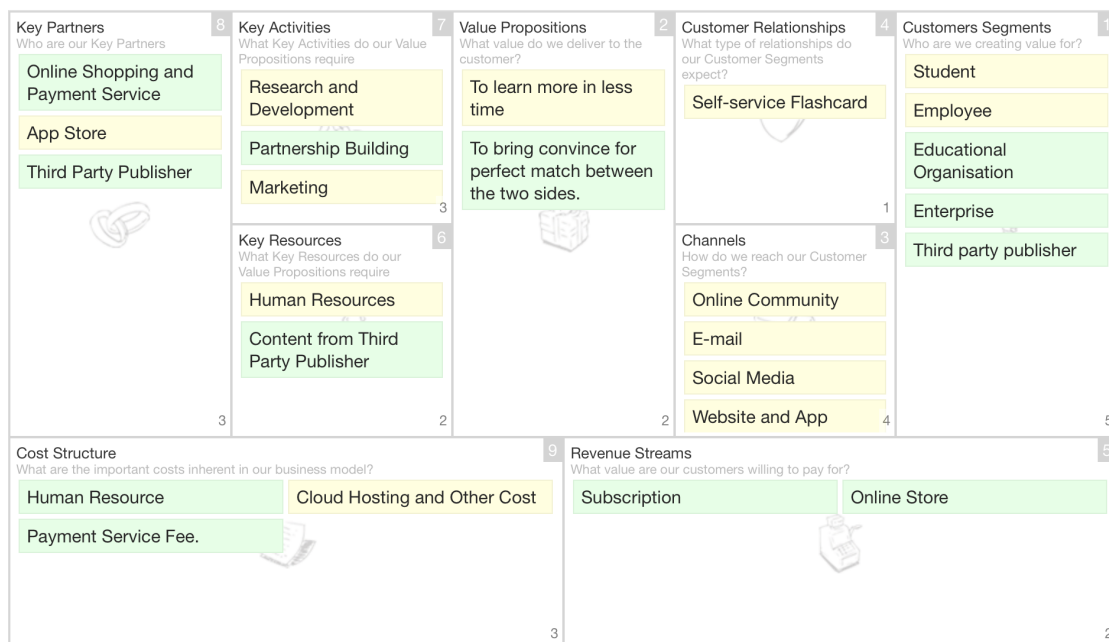 Key Partners
8
Who are our Key Partners
Online Shopping and
Payment Service
App Store
Third Party Publisher
3
Key Activities
7
What Key Activities do our Value
Propositions require
Research and
Development
Partnership Building
Marketing
3
Key Resources
6
What Key Resources do our
Value Propositions require
Human Resources
Content from Third
Party Publisher
2
Value Propositions
2
What value do we deliver to the
customer?
To learn more in less
time
To bring convince for
perfect match between
the two sides.
2
Customer Relationships
4
What type of relationships do
our Customer Segments
expect?
Self-service Flashcard
1
Channels
3
How do we reach our Customer
Segments?
Online Community
E-mail
Social Media
Website and App
4
Customers Segments
1
Who are we creating value for?
Student
Employee
Educational
Organisation
Enterprise
Third party publisher
5
Cost Structure
9
What are the important costs inherent in our business model?
Human Resource
Cloud Hosting and Other Cost
Payment Service Fee.
3
Revenue Streams
5
What value are our customers willing to pay for?
Subscription
Online Store
2